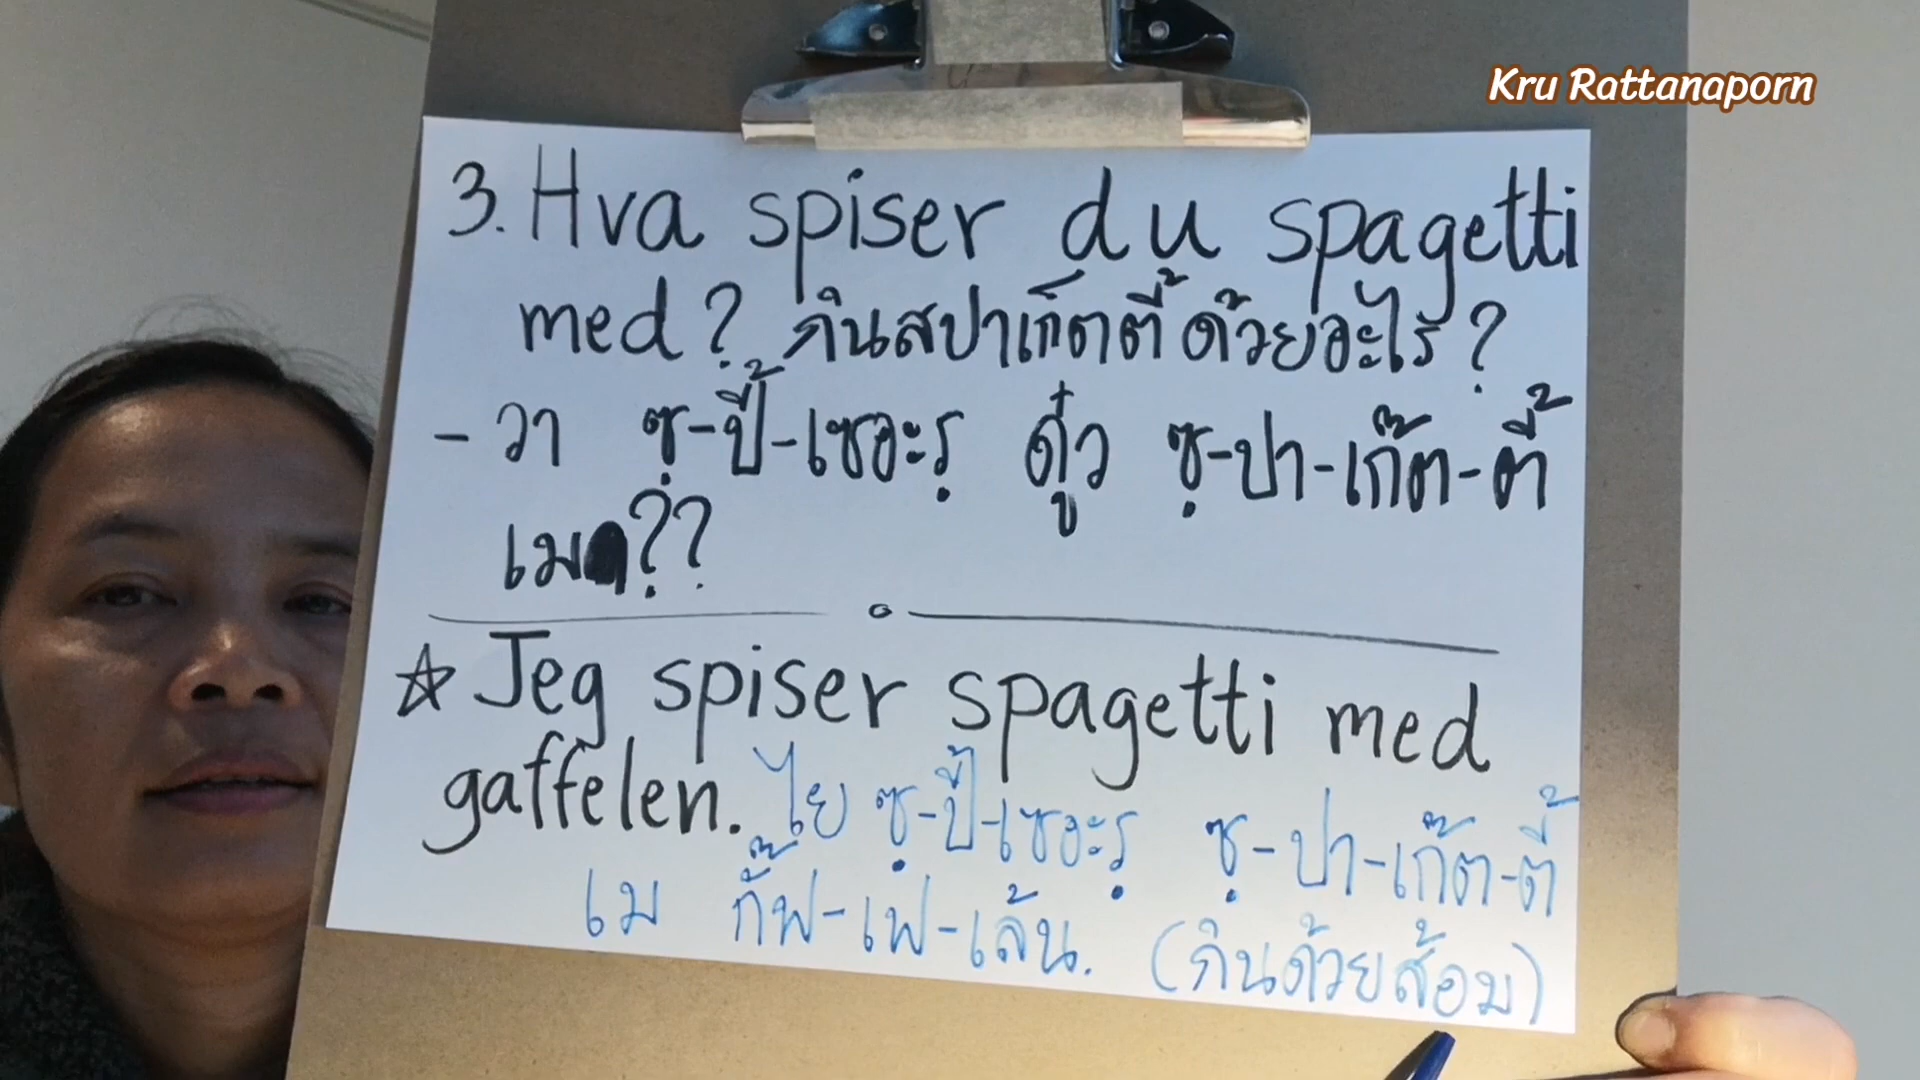 Kru Rattanaporn
3. Hva spiser du spagetti
med? กินสปาเก็ตตี้ด้วยอะไร?
- วา ซฺ-ปี้-เซอะรฺ ดู๋ว ซฺ-ปา-เก๊ต-ตี้
เม??
☆ Jeg spiser spagetti med
gaffelen. ไย ซฺ-ปี้-เซอะรฺ ซฺ-ปา-เก๊ต-ตี้
เม กั๊ฟ-เฟ-เล้น. (กินด้วยส้อม)